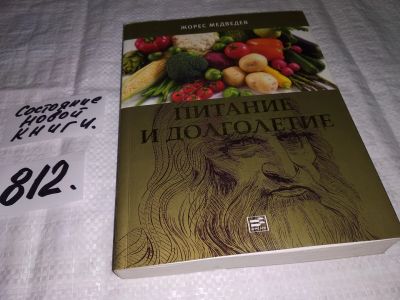 ЖОРЕС МЕДВЕДЕВ
ПИТАНИЕ
И ДОЛГОЛЕТИЕ
Состояние
новой
книги.
812.